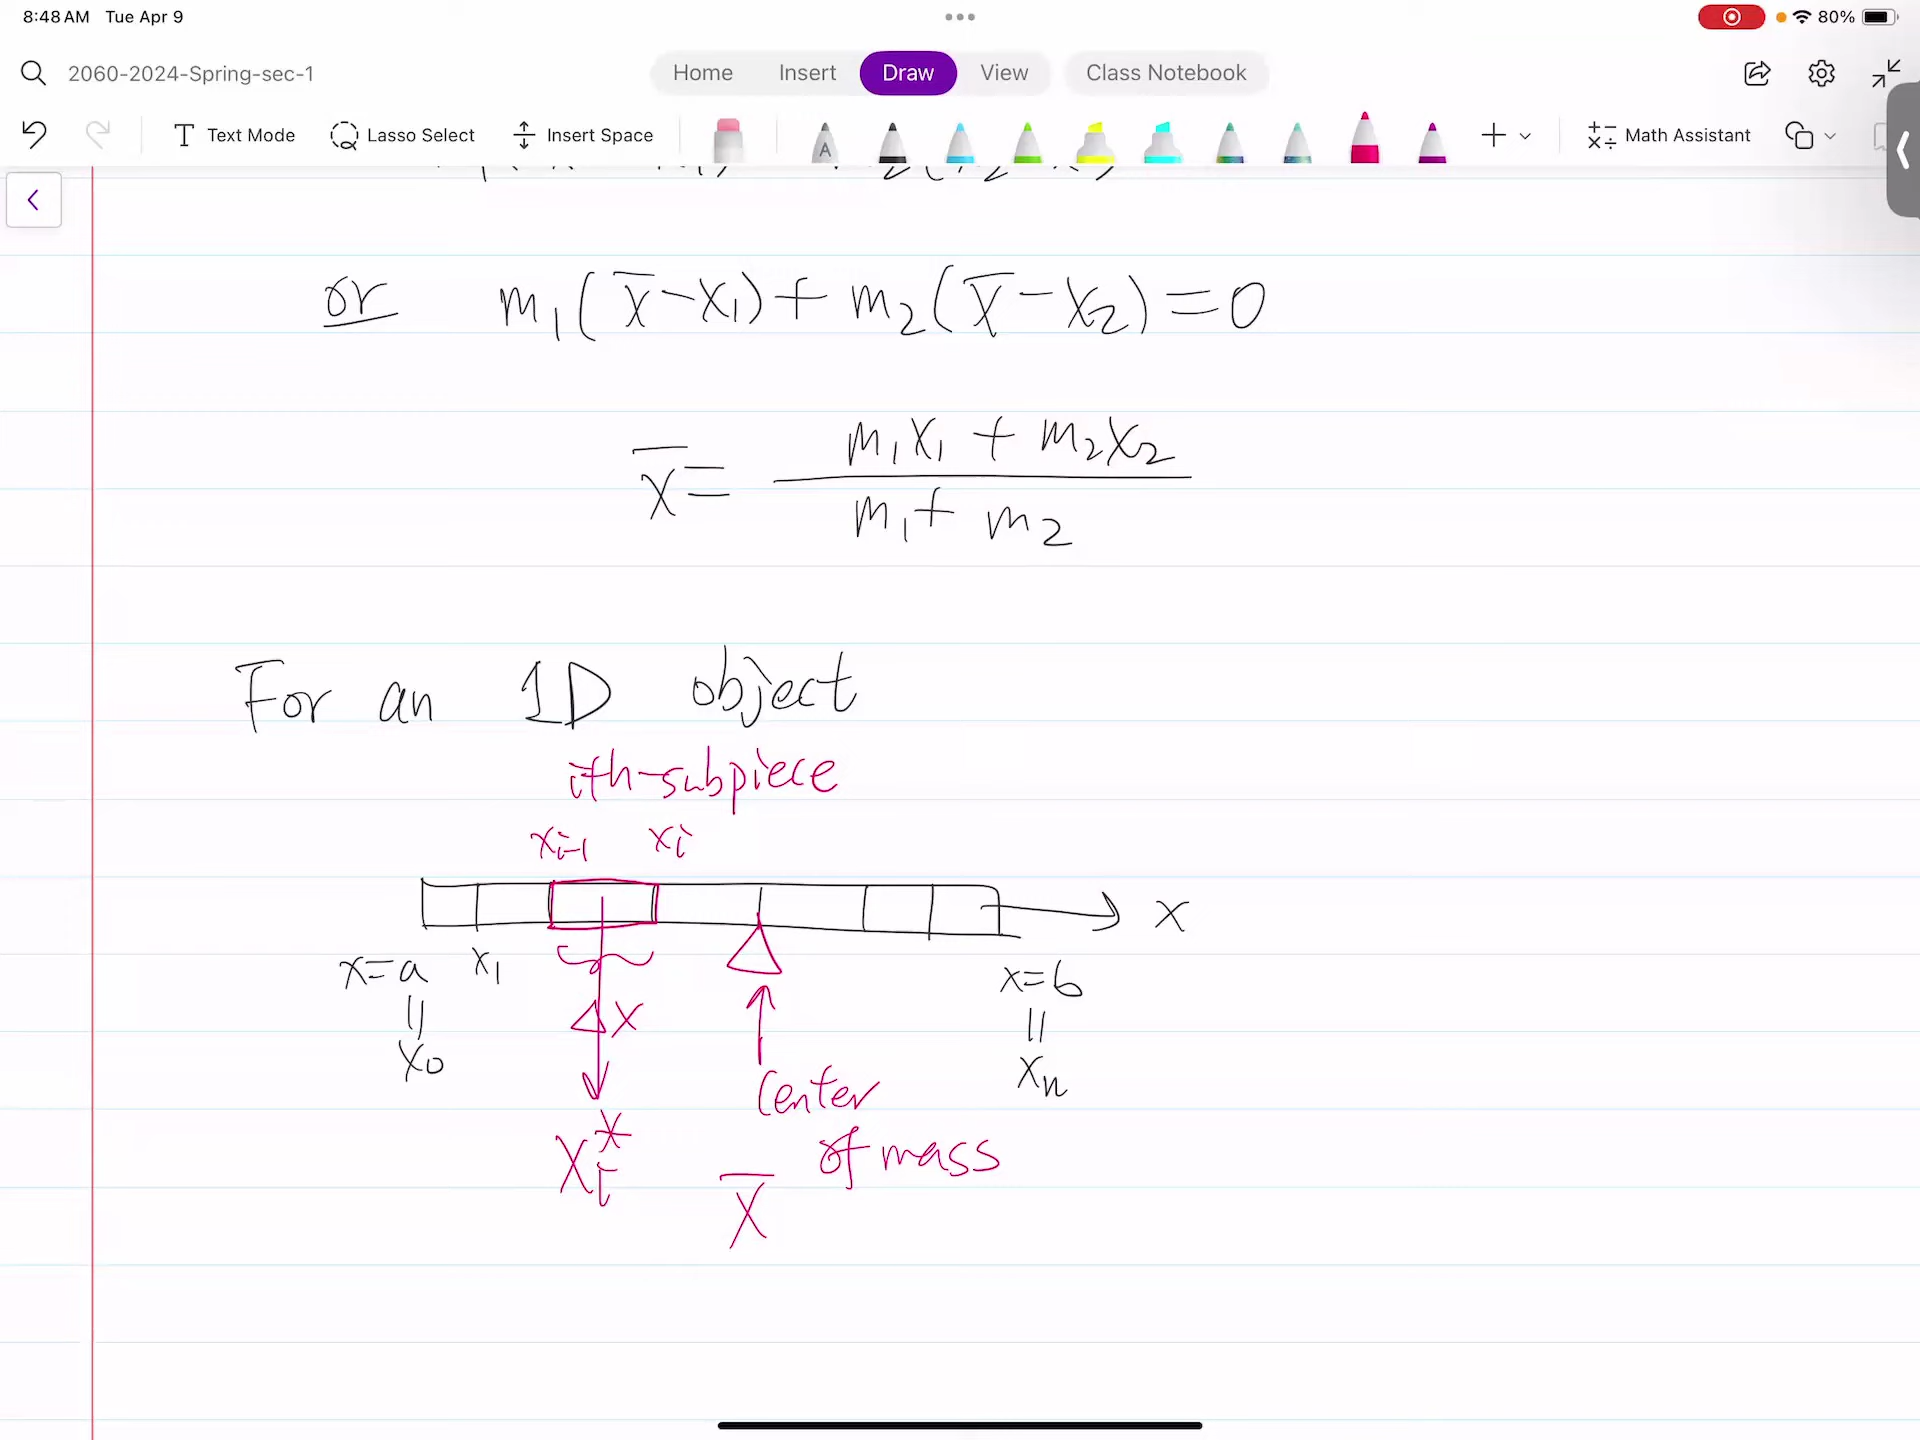 8:48 AM Tue Apr 9
80%
2060-2024-Spring-sec-1
Home Insert Draw View Class Notebook
Text Mode Lasso Select Insert Space A Math Assistant
or m₁(x̄-x₁)+m₂(x̄-x₂)=0
x̄= (m₁x₁ + m₂x₂)/(m₁+m₂)
For an 1D object
ith-subpiece
xᵢ₋₁ xᵢ
x
x=a x₁ x=b
|| Δx ||
x₀ xₙ
Center
xᵢ* of mass
x̄